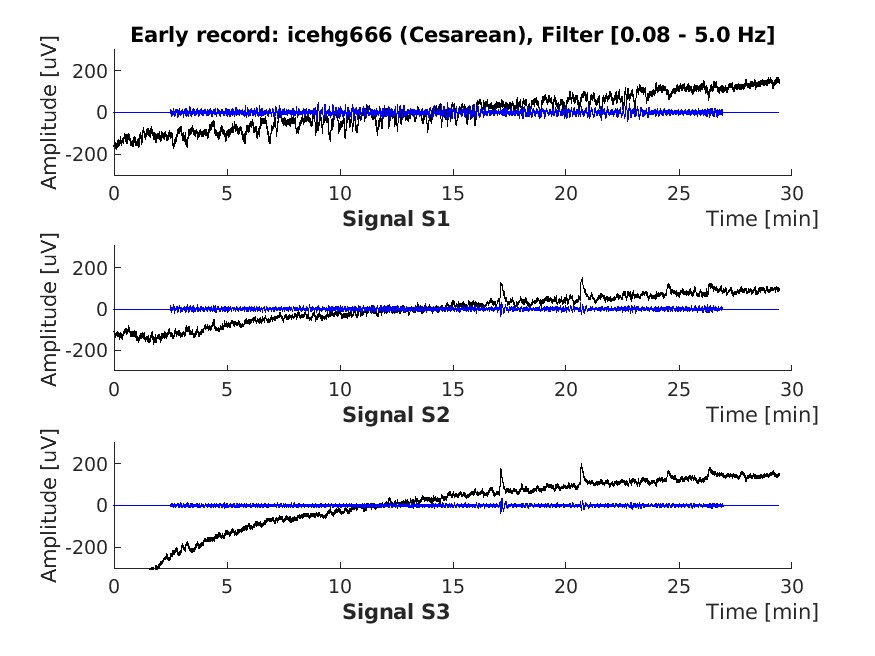 Early record: icehg666 (Cesarean), Filter [0.08 - 5.0 Hz]
Amplitude [uV]
200
0
-200
0 5 10 15 20 25 30
Signal S1 Time [min]
Amplitude [uV]
200
0
-200
0 5 10 15 20 25 30
Signal S2 Time [min]
Amplitude [uV]
200
0
-200
0 5 10 15 20 25 30
Signal S3 Time [min]